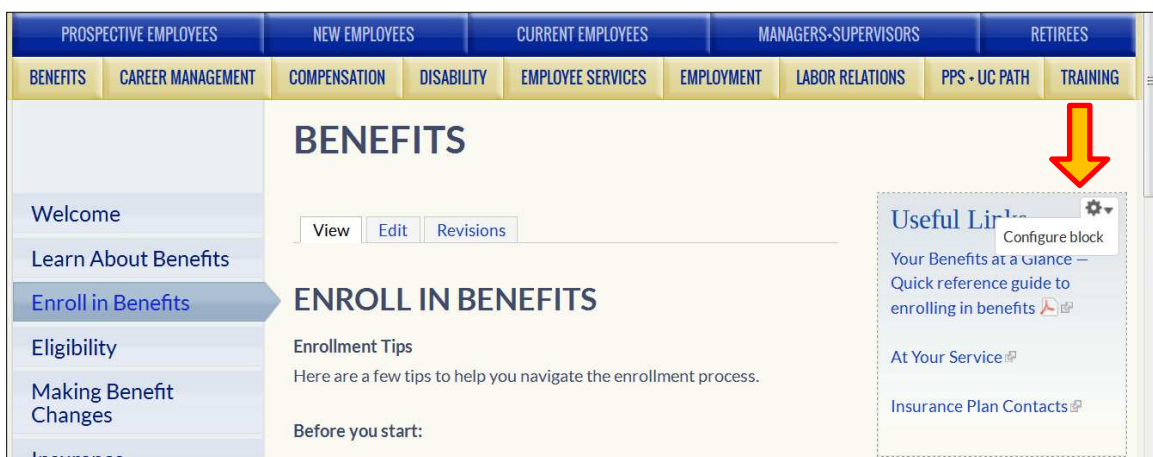 PROSPECTIVE EMPLOYEES NEW EMPLOYEES CURRENT EMPLOYEES MANAGERS+SUPERVISORS RETIREES
BENEFITS CAREER MANAGEMENT COMPENSATION DISABILITY EMPLOYEE SERVICES EMPLOYMENT LABOR RELATIONS PPS + UC PATH TRAINING
BENEFITS
Welcome
Learn About Benefits
Enroll in Benefits
Eligibility
Making Benefit
Changes
View Edit Revisions
ENROLL IN BENEFITS
Enrollment Tips
Here are a few tips to help you navigate the enrollment process.
Before you start:
Useful Links
Configure block
Your Benefits at a Glance —
Quick reference guide to
enrolling in benefits
At Your Service
Insurance Plan Contacts